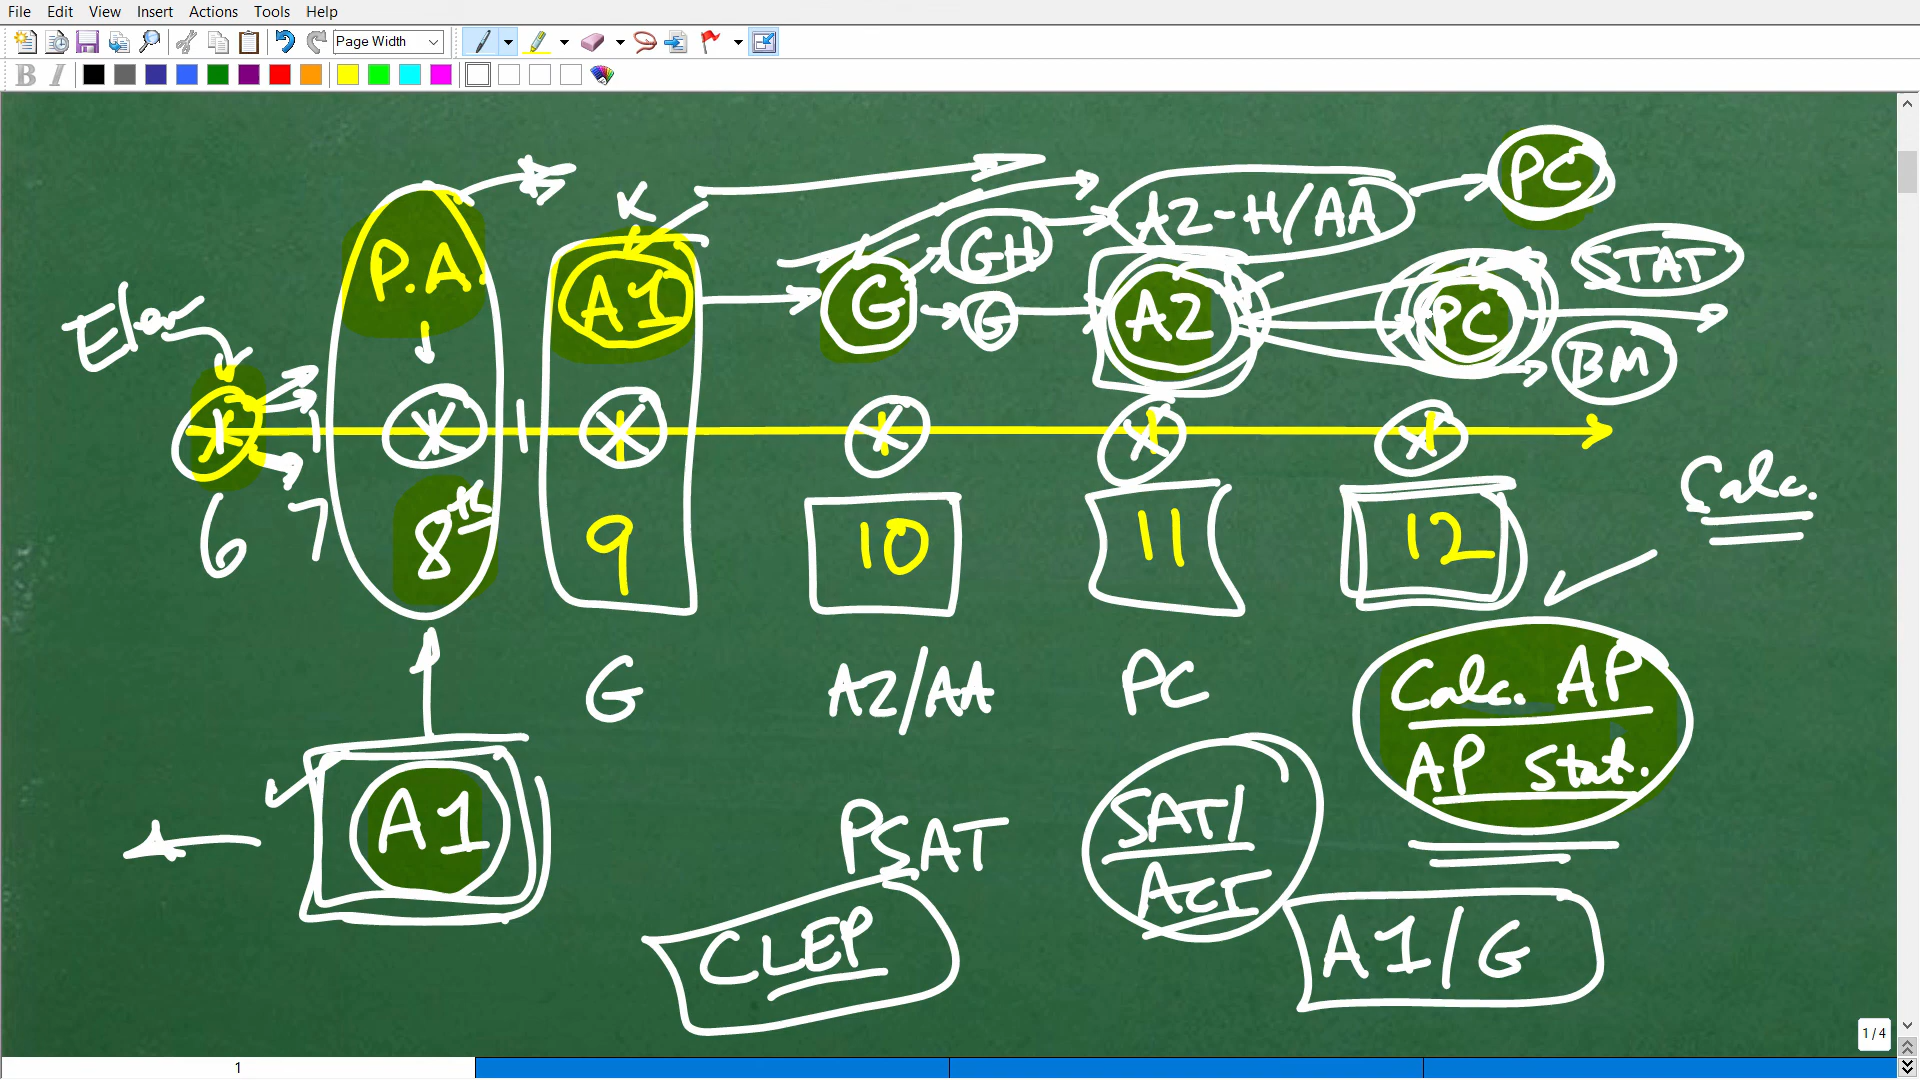 File Edit View Insert Actions Tools Help
Page Width
B I
PC
A2-H/AA
K
P.A.
A1
G
GH
G
A2
PC
STAT
BM
Elem
6 7 8th 9 10 11 12
Calc.
G A2/AA PC
Calc. AP
AP Stat.
A1
PSAT
SAT/
ACT
CLEP
A1/G
1/4
1